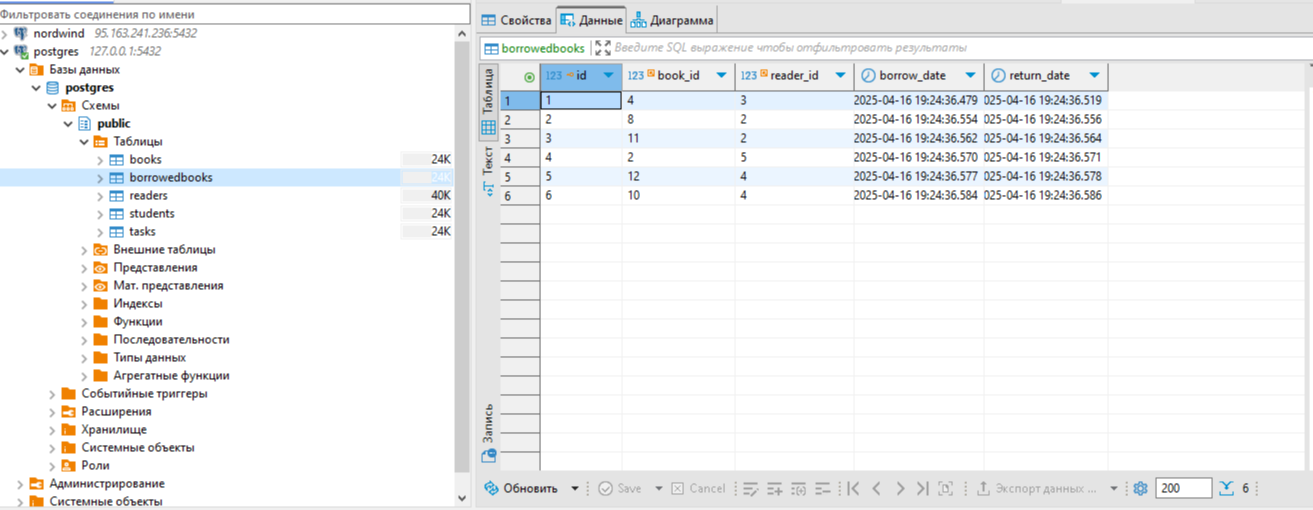 Фильтровать соединения по имени
nordwind 95.163.241.236:5432
postgres 127.0.0.1:5432
Базы данных
postgres
Схемы
public
Таблицы
books 24K
borrowedbooks 24K
readers 40K
students 24K
tasks 24K
Внешние таблицы
Представления
Мат. представления
Индексы
Функции
Последовательности
Типы данных
Агрегатные функции
Событийные триггеры
Расширения
Хранилище
Системные объекты
Роли
Администрирование
Системные объекты
Свойства Данные Диаграмма
borrowedbooks Введите SQL выражение чтобы отфильтровать результаты
Таблица
Текст
Запись
123 id 123 book_id 123 reader_id borrow_date return_date
1 1 4 3 2025-04-16 19:24:36.479 025-04-16 19:24:36.519
2 2 8 2 2025-04-16 19:24:36.554 025-04-16 19:24:36.556
3 3 11 2 2025-04-16 19:24:36.562 025-04-16 19:24:36.564
4 4 2 5 2025-04-16 19:24:36.570 025-04-16 19:24:36.571
5 5 12 4 2025-04-16 19:24:36.577 025-04-16 19:24:36.578
6 6 10 4 2025-04-16 19:24:36.584 025-04-16 19:24:36.586
Обновить Save Cancel Экспорт данных ... 200 6